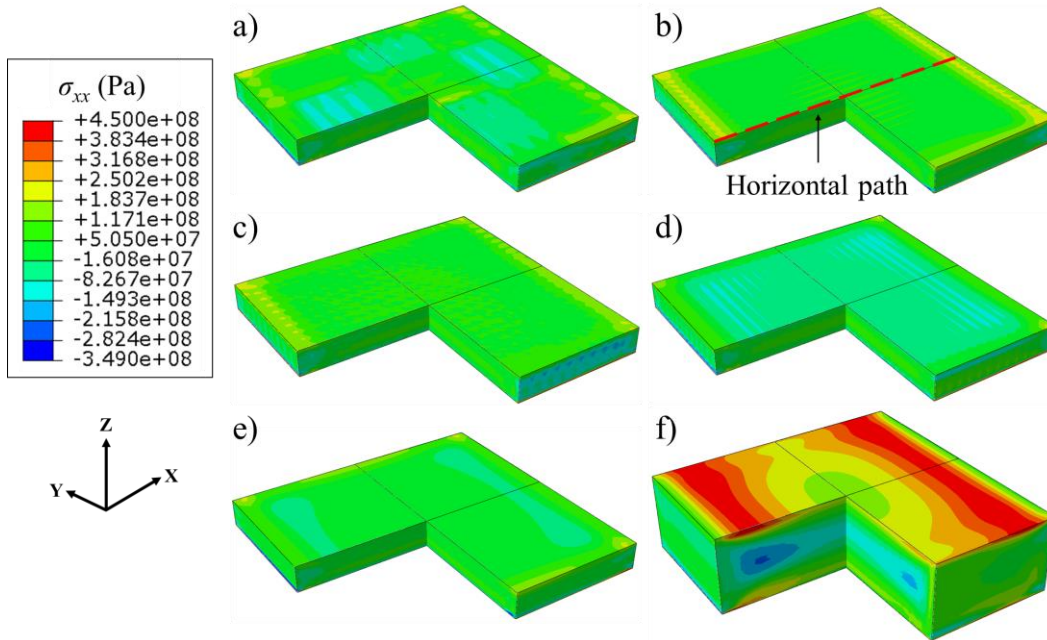 a)
b)
σxx (Pa)
+4.500e+08
+3.834e+08
+3.168e+08
+2.502e+08
+1.837e+08
+1.171e+08
+5.050e+07
-1.608e+07
-8.267e+07
-1.493e+08
-2.158e+08
-2.824e+08
-3.490e+08
Horizontal path
c)
d)
Z
Y
X
e)
f)